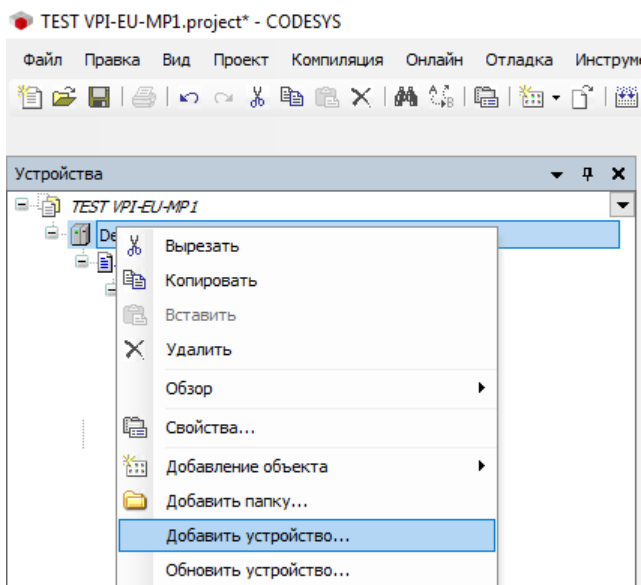 TEST VPI-EU-MP1.project* - CODESYS
Файл Правка Вид Проект Компиляция Онлайн Отладка Инструм
Устройства
TEST VPI-EU-MP1
De
Вырезать
Копировать
Вставить
Удалить
Обзор
Свойства...
Добавление объекта
Добавить папку...
Добавить устройство...
Обновить устройство...